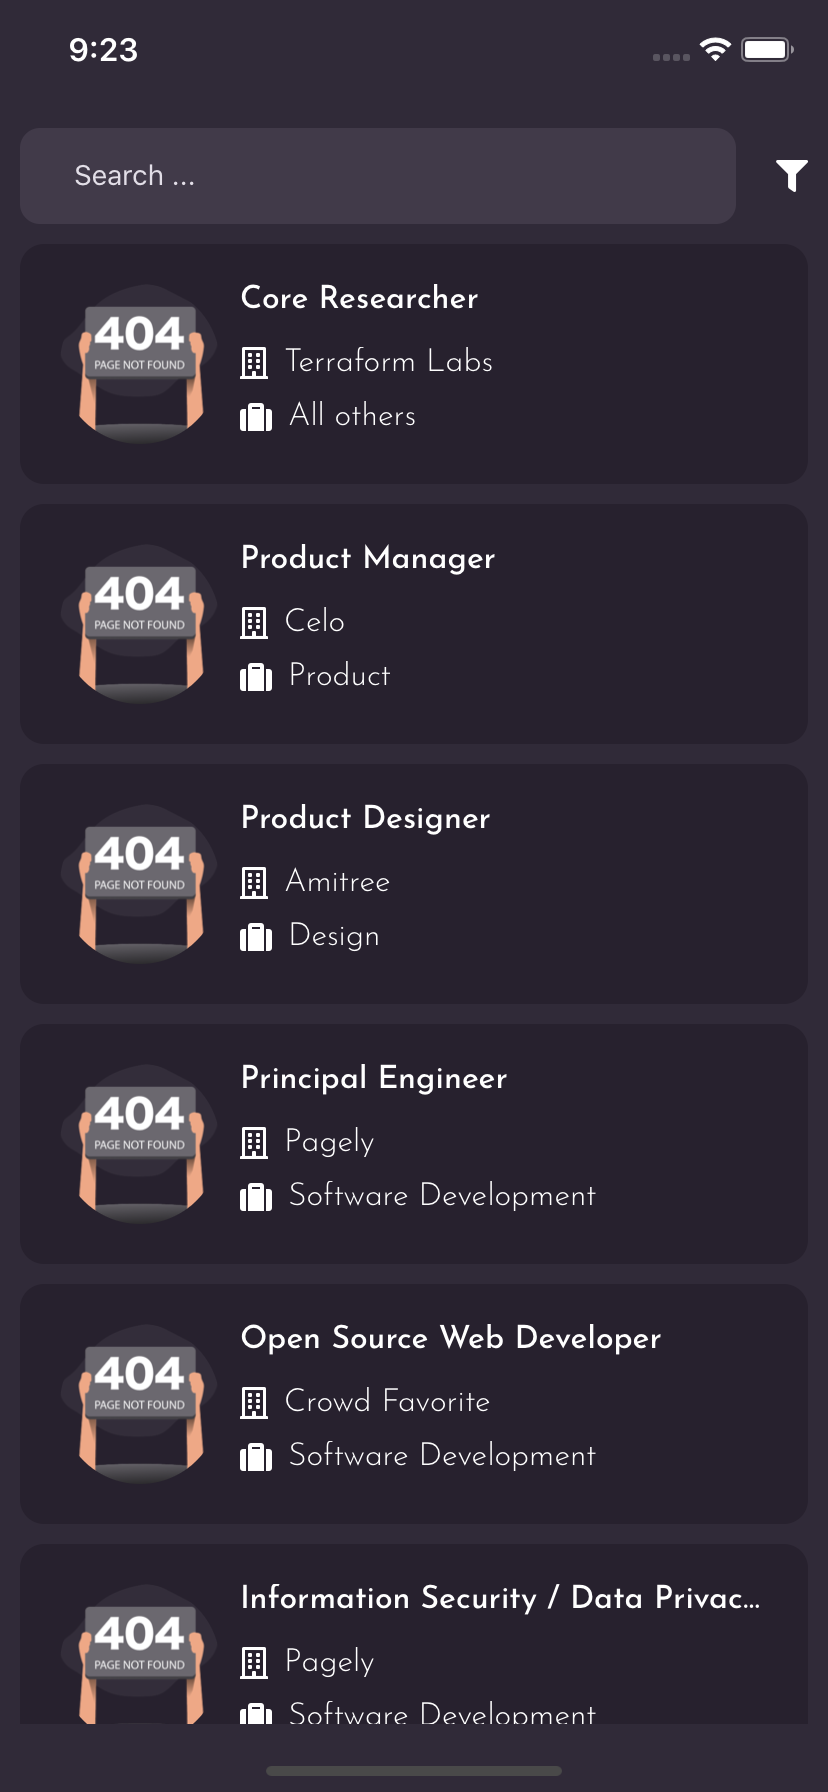 9:23
Search ...
Core Researcher
404
PAGE NOT FOUND
Terraform Labs
All others
Product Manager
404
PAGE NOT FOUND
Celo
Product
Product Designer
404
PAGE NOT FOUND
Amitree
Design
Principal Engineer
404
PAGE NOT FOUND
Pagely
Software Development
Open Source Web Developer
404
PAGE NOT FOUND
Crowd Favorite
Software Development
Information Security / Data Privac...
404
PAGE NOT FOUND
Pagely
Software Development